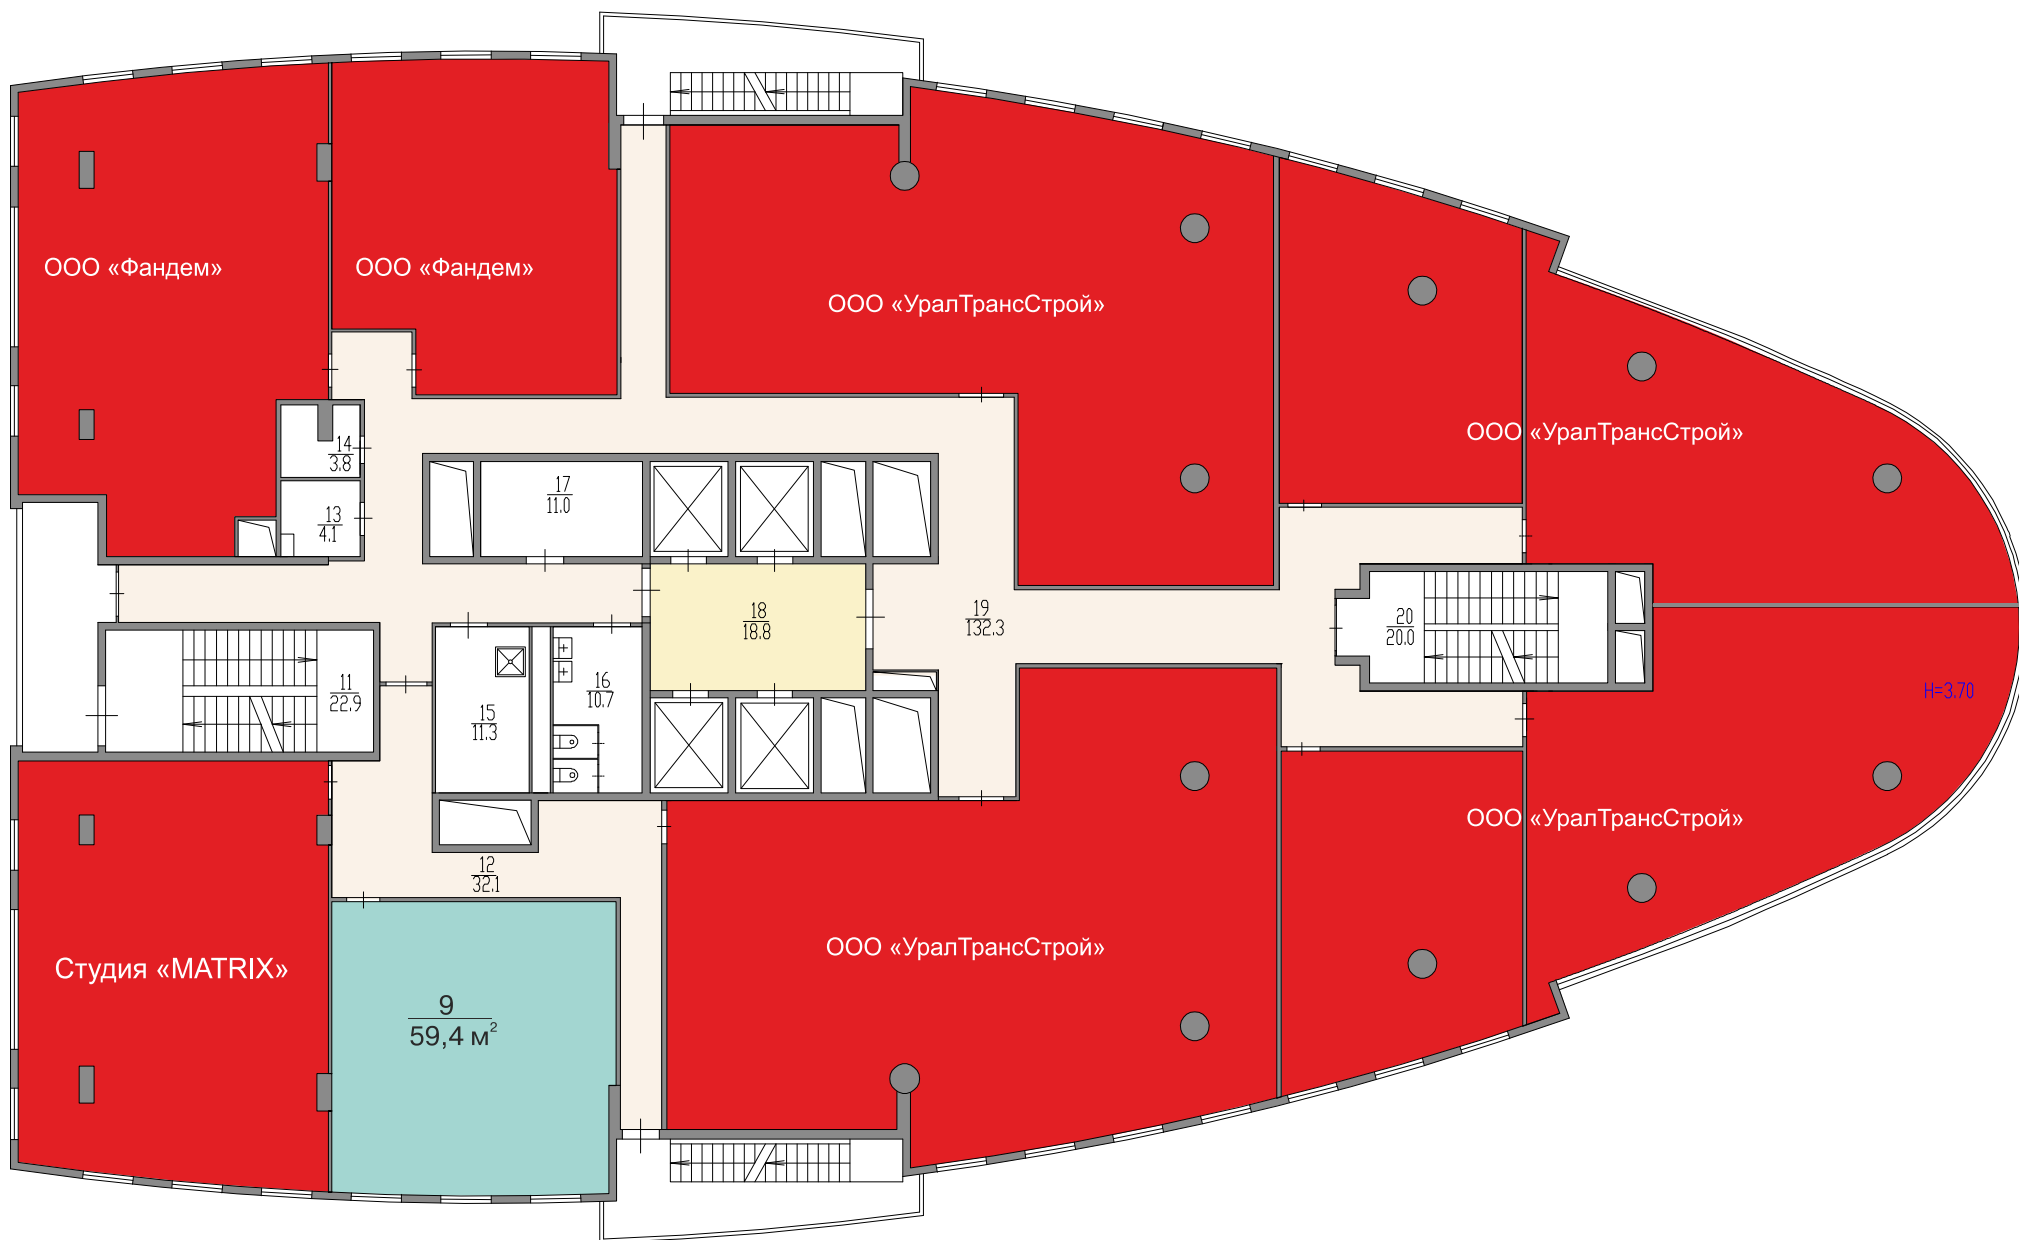 ООО «Фандем»
ООО «Фандем»
ООО «УралТрансСтрой»
ООО «УралТрансСтрой»
14
3.8
13
4.1
17
11.0
18
18.8
19
132.3
20
20.0
11
22.9
15
11.3
16
10.7
H=3.70
12
32.1
ООО «УралТрансСтрой»
ООО «УралТрансСтрой»
Студия «MATRIX»
9
59,4 м²